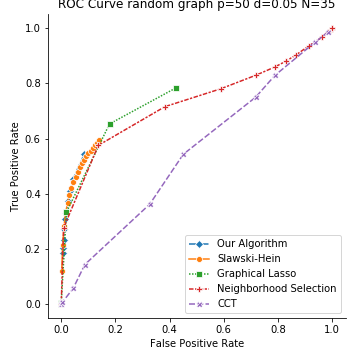 ROC Curve random graph p=50 d=0.05 N=35
1.0
0.8
0.6
0.4
0.2
0.0
True Positive Rate
Our Algorithm
Slawski-Hein
Graphical Lasso
Neighborhood Selection
CCT
0.0 0.2 0.4 0.6 0.8 1.0
False Positive Rate